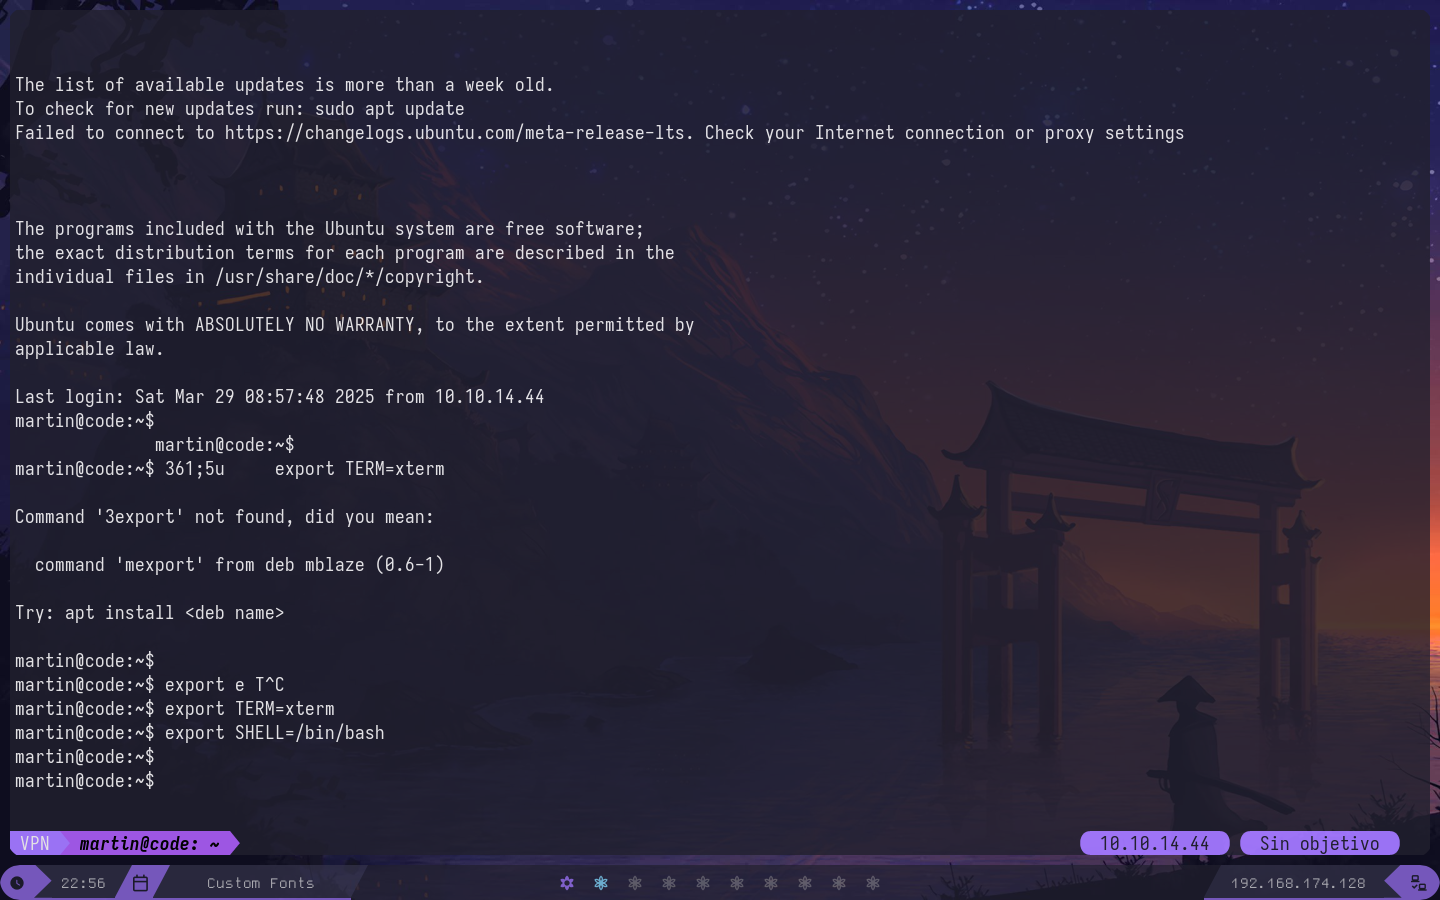 The list of available updates is more than a week old.
To check for new updates run: sudo apt update
Failed to connect to https://changelogs.ubuntu.com/meta-release-lts. Check your Internet connection or proxy settings
The programs included with the Ubuntu system are free software;
the exact distribution terms for each program are described in the
individual files in /usr/share/doc/*/copyright.
Ubuntu comes with ABSOLUTELY NO WARRANTY, to the extent permitted by
applicable law.
Last login: Sat Mar 29 08:57:48 2025 from 10.10.14.44
martin@code:~$
martin@code:~$
martin@code:~$ 361;5u     export TERM=xterm
Command '3export' not found, did you mean:
command 'mexport' from deb mblaze (0.6-1)
Try: apt install <deb name>
martin@code:~$
martin@code:~$ export e T^C
martin@code:~$ export TERM=xterm
martin@code:~$ export SHELL=/bin/bash
martin@code:~$
martin@code:~$
VPN martin@code: ~ 10.10.14.44 Sin objetivo
22:56 Custom Fonts 192.168.174.128